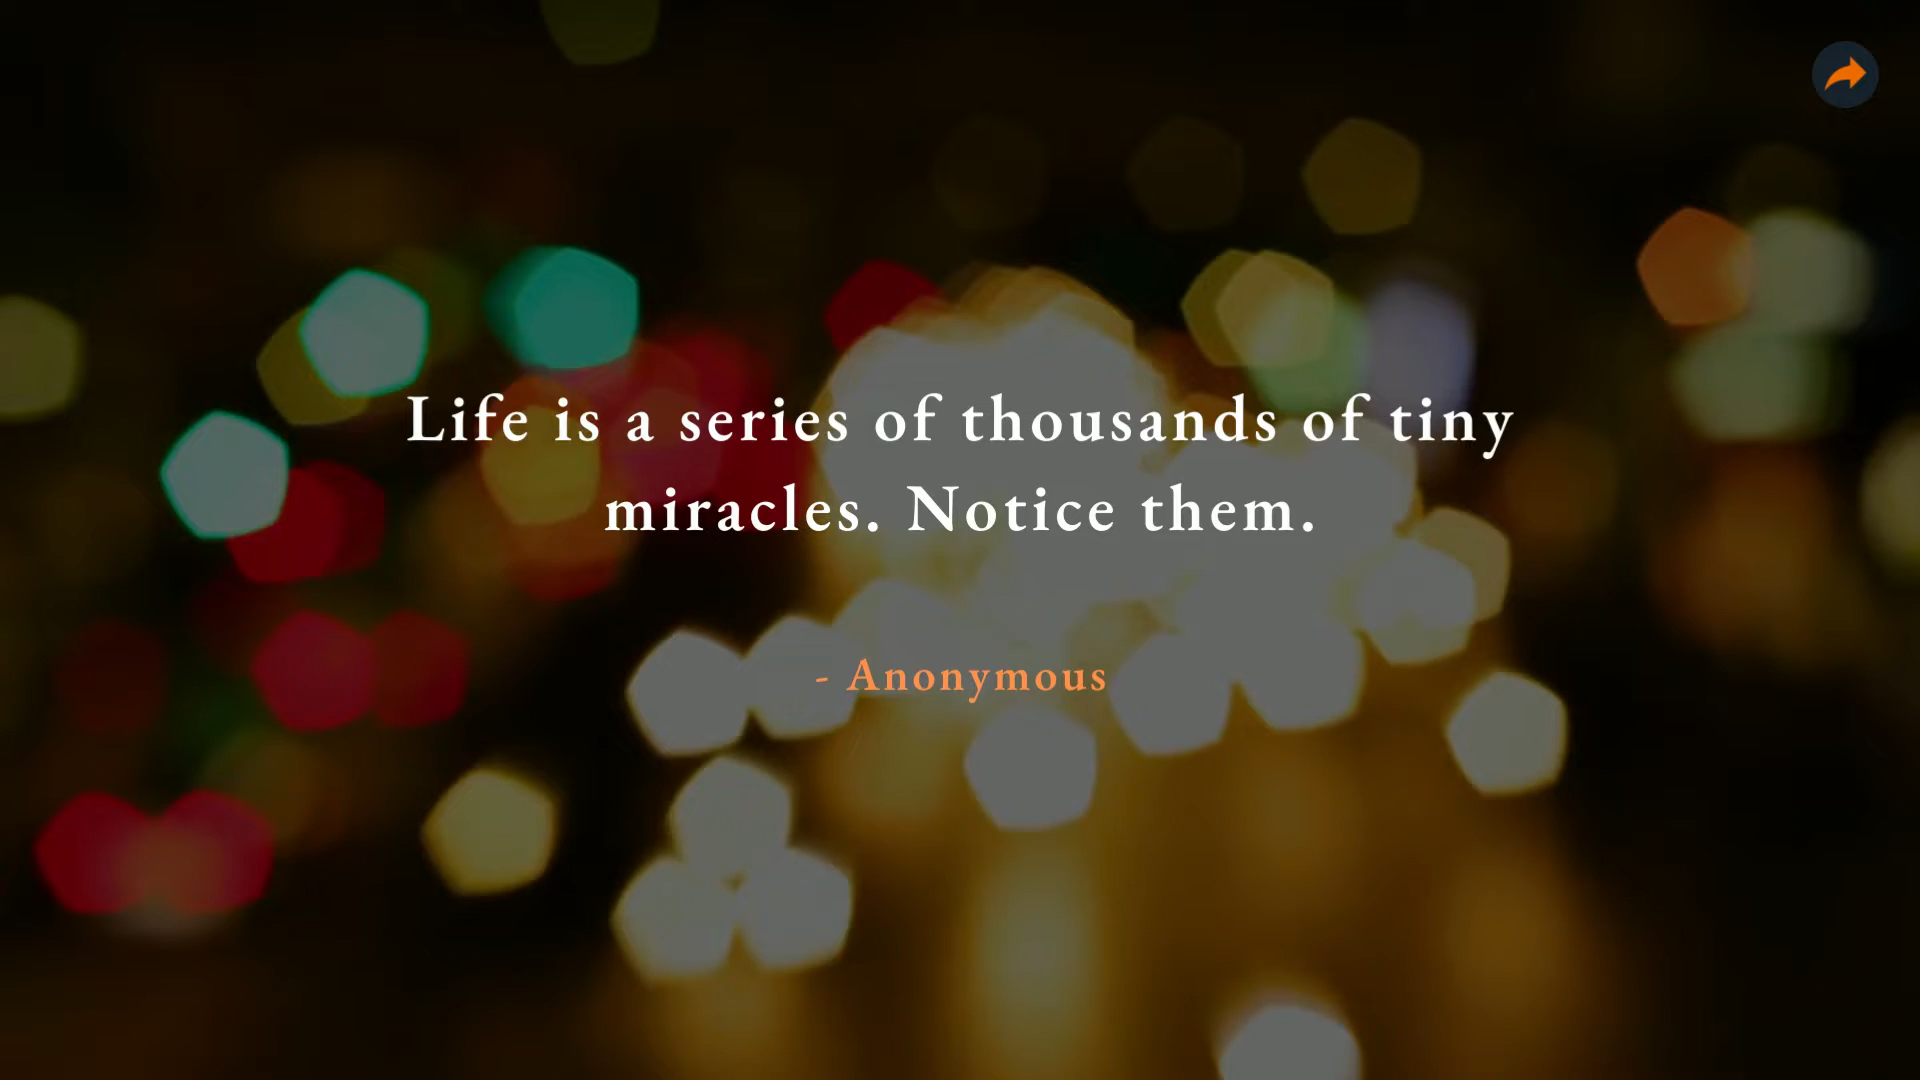 Life is a series of thousands of tiny
miracles. Notice them.
- Anonymous